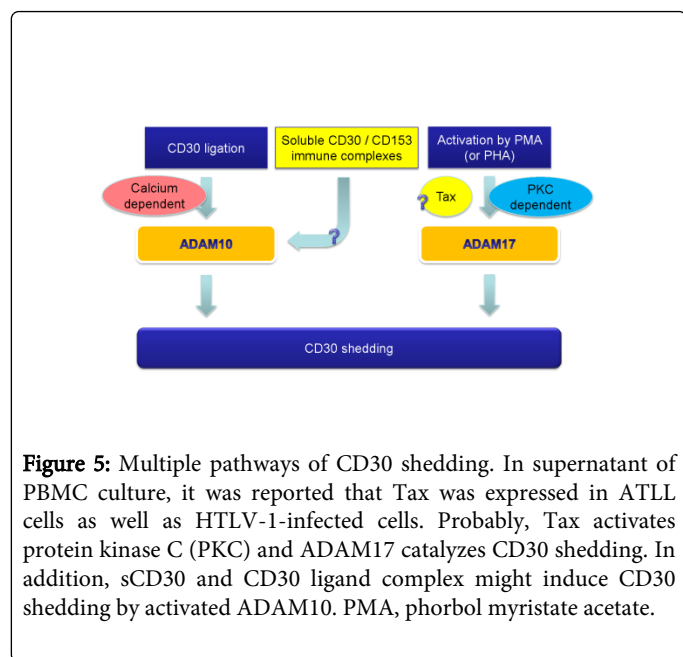 CD30 ligation
Soluble CD30 / CD153
immune complexes
Activation by PMA
(or PHA)
Calcium
dependent
?
Tax
PKC
dependent
ADAM10
?
ADAM17
CD30 shedding
Figure 5: Multiple pathways of CD30 shedding. In supernatant of
PBMC culture, it was reported that Tax was expressed in ATLL
cells as well as HTLV-1-infected cells. Probably, Tax activates
protein kinase C (PKC) and ADAM17 catalyzes CD30 shedding. In
addition, sCD30 and CD30 ligand complex might induce CD30
shedding by activated ADAM10. PMA, phorbol myristate acetate.